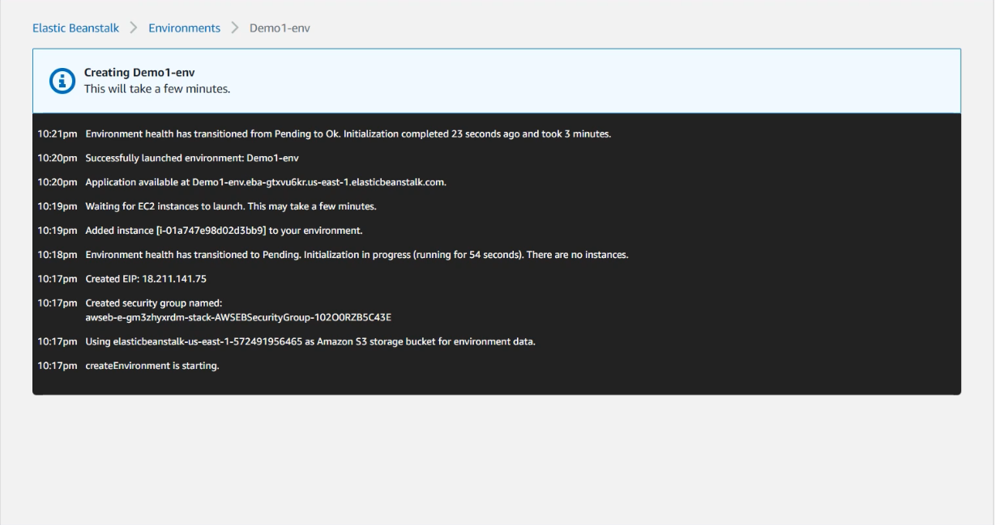 Elastic Beanstalk > Environments > Demo1-env
Creating Demo1-env
This will take a few minutes.
10:21pm Environment health has transitioned from Pending to Ok. Initialization completed 23 seconds ago and took 3 minutes.
10:20pm Successfully launched environment: Demo1-env
10:20pm Application available at Demo1-env.eba-gtxvu6kr.us-east-1.elasticbeanstalk.com.
10:19pm Waiting for EC2 instances to launch. This may take a few minutes.
10:19pm Added instance [i-01a747e98d02d3bb9] to your environment.
10:18pm Environment health has transitioned to Pending. Initialization in progress (running for 54 seconds). There are no instances.
10:17pm Created EIP: 18.211.141.75
10:17pm Created security group named:
awseb-e-gm3zhyxrdm-stack-AWSEBSecurityGroup-102O0RZB5C43E
10:17pm Using elasticbeanstalk-us-east-1-572491956465 as Amazon S3 storage bucket for environment data.
10:17pm createEnvironment is starting.